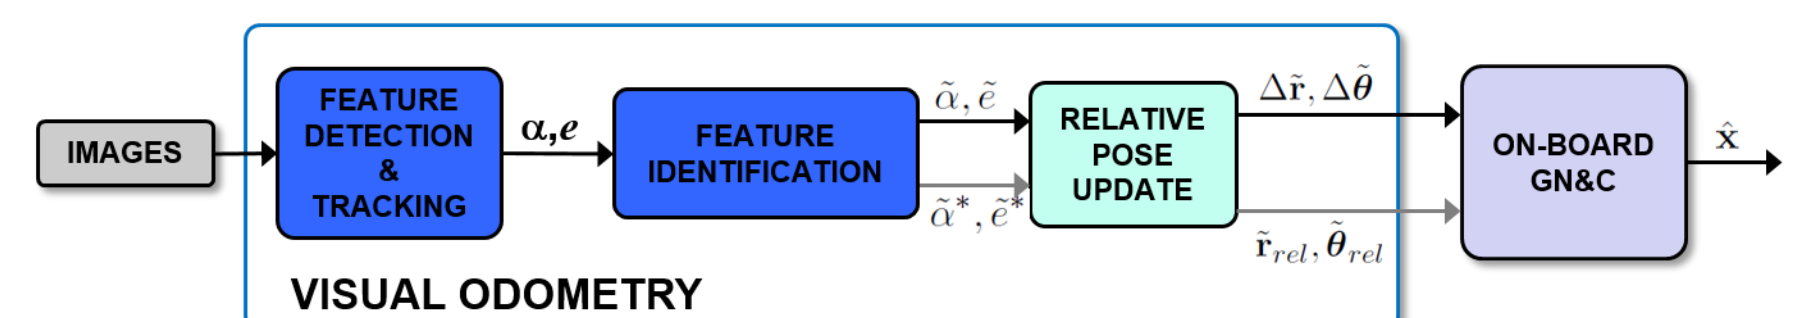 IMAGES
FEATURE
DETECTION
&
TRACKING
α,e
FEATURE
IDENTIFICATION
α̃, ẽ
α̃*, ẽ*
RELATIVE
POSE
UPDATE
Δr̃, Δθ̃
r̃rel, θ̃rel
ON-BOARD
GN&C
x̂
VISUAL ODOMETRY